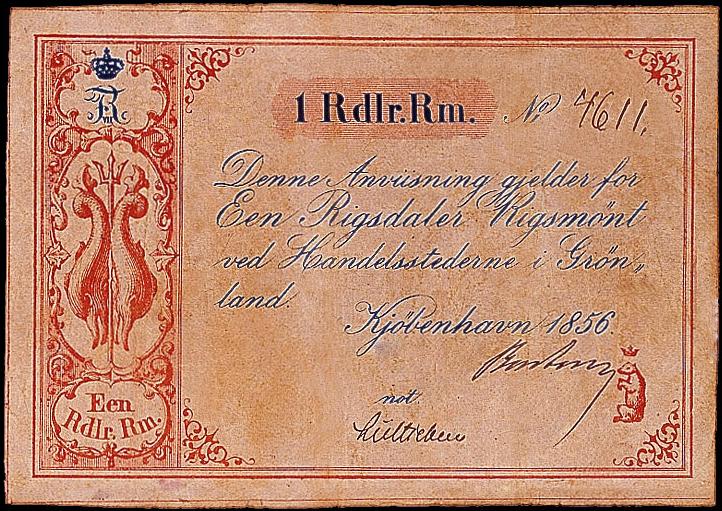 1 Rdlr. Rm. No 4611.
Denne Anviisning gjelder for
Een Rigsdaler Rigsmönt
ved Handelsstederne i Grön„
land.
Kjöbenhavn 1856.
not.
Een
Rdlr. Rm.